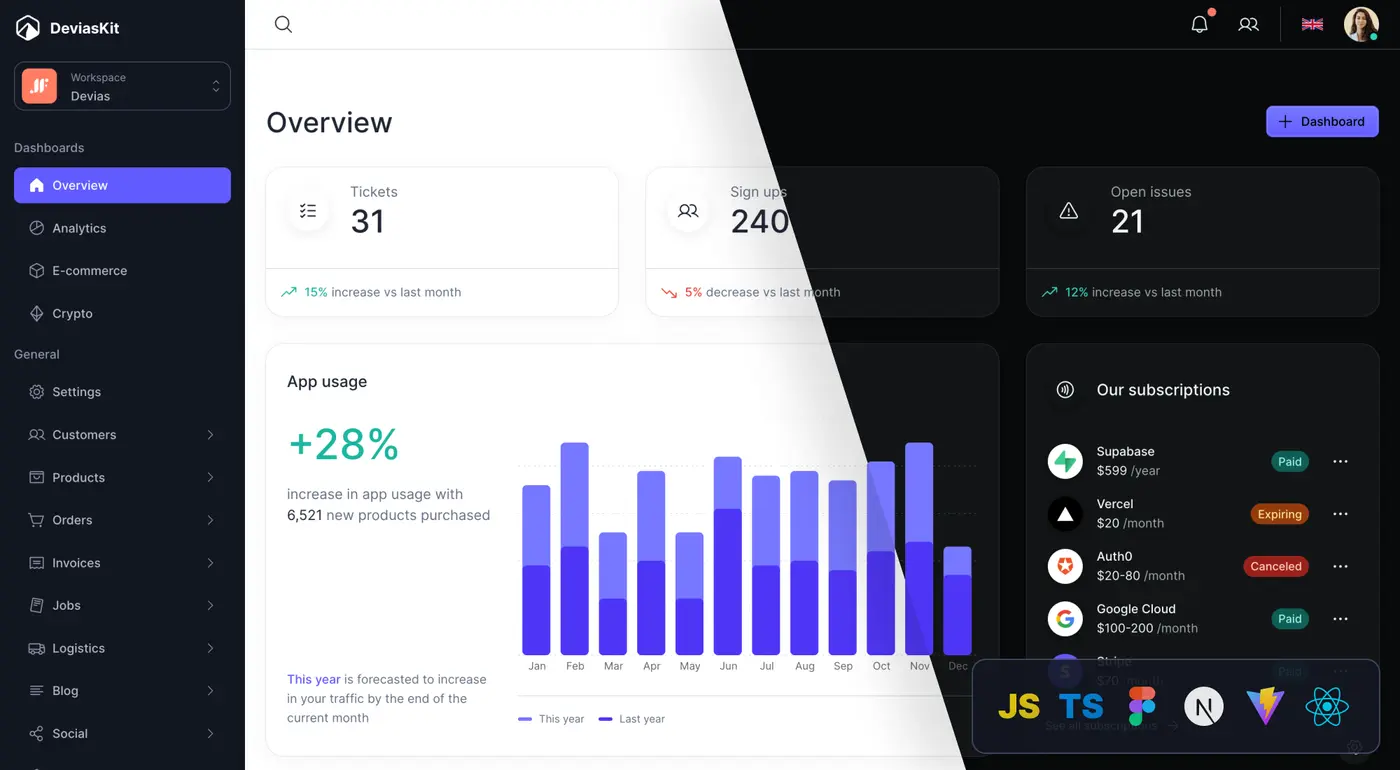 DeviasKit
Workspace
Devias
Dashboards
Overview
Analytics
E-commerce
Crypto
General
Settings
Customers
Products
Orders
Invoices
Jobs
Logistics
Blog
Social
Overview
Dashboard
Tickets
31
15% increase vs last month
Sign ups
240
5% decrease vs last month
Open issues
21
12% increase vs last month
App usage
+28%
increase in app usage with
6,521 new products purchased
This year is forecasted to increase
in your traffic by the end of the
current month
Jan Feb Mar Apr May Jun Jul Aug Sep Oct Nov Dec
This year Last year
Our subscriptions
Supabase
$599 /year
Paid
Vercel
$20 /month
Expiring
Auth0
$20-80 /month
Canceled
Google Cloud
$100-200 /month
Paid
Stripe
$70 /month
Paid
See all subscriptions
JS TS N